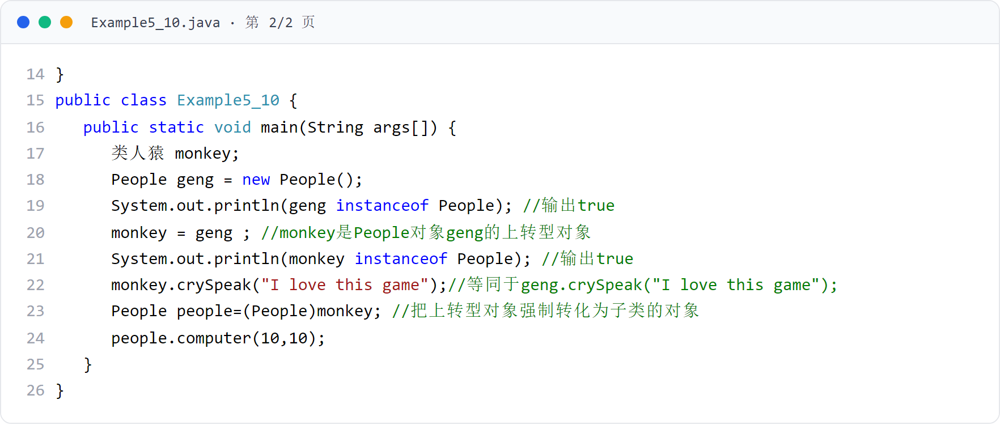 Example5_10.java · 第 2/2 页
14 }
15 public class Example5_10 {
16    public static void main(String args[]) {
17       类人猿 monkey;
18       People geng = new People();
19       System.out.println(geng instanceof People); //输出true
20       monkey = geng ; //monkey是People对象geng的上转型对象
21       System.out.println(monkey instanceof People); //输出true
22       monkey.crySpeak("I love this game");//等同于geng.crySpeak("I love this game");
23       People people=(People)monkey; //把上转型对象强制转化为子类的对象
24       people.computer(10,10);
25    }
26 }